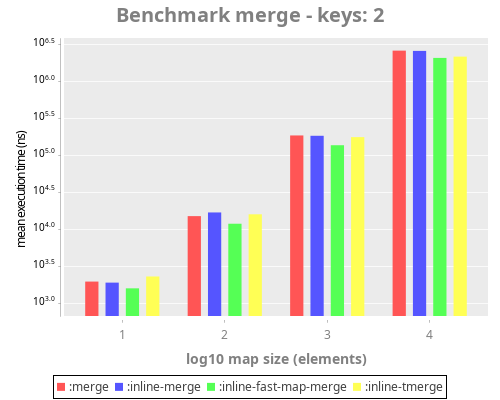 Benchmark merge - keys: 2
10^6.5
10^6.0
10^5.5
10^5.0
10^4.5
10^4.0
10^3.5
10^3.0
mean execution time (ns)
1 2 3 4
log10 map size (elements)
:merge :inline-merge :inline-fast-map-merge :inline-tmerge